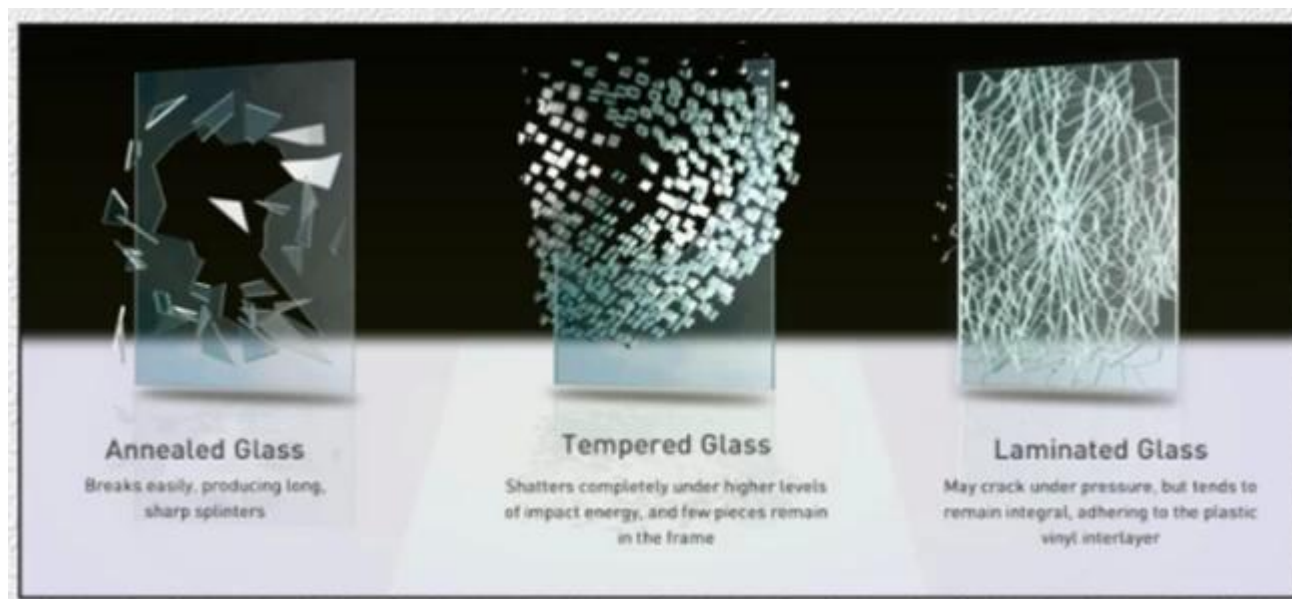 Annealed Glass
Breaks easily, producing long,
sharp splinters
Tempered Glass
Shatters completely under higher levels
of impact energy, and few pieces remain
in the frame
Laminated Glass
May crack under pressure, but tends to
remain integral, adhering to the plastic
vinyl interlayer